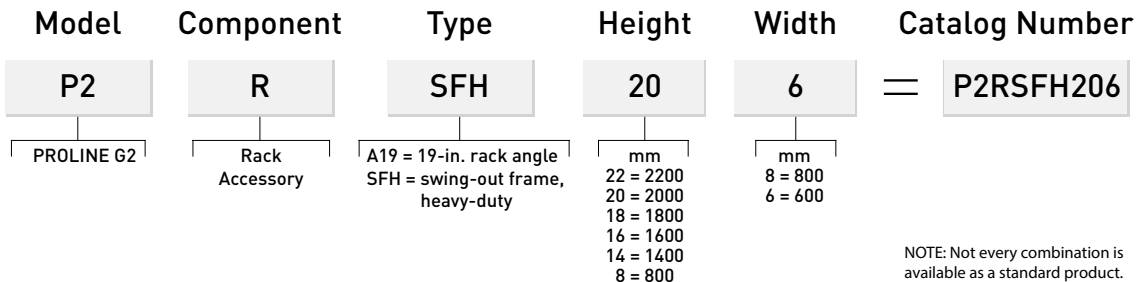 Model Component Type Height Width Catalog Number
P2 R SFH 20 6 = P2RSFH206
PROLINE G2
Rack
Accessory
A19 = 19-in. rack angle
SFH = swing-out frame,
heavy-duty
mm
22 = 2200
20 = 2000
18 = 1800
16 = 1600
14 = 1400
8 = 800
mm
8 = 800
6 = 600
NOTE: Not every combination is
available as a standard product.